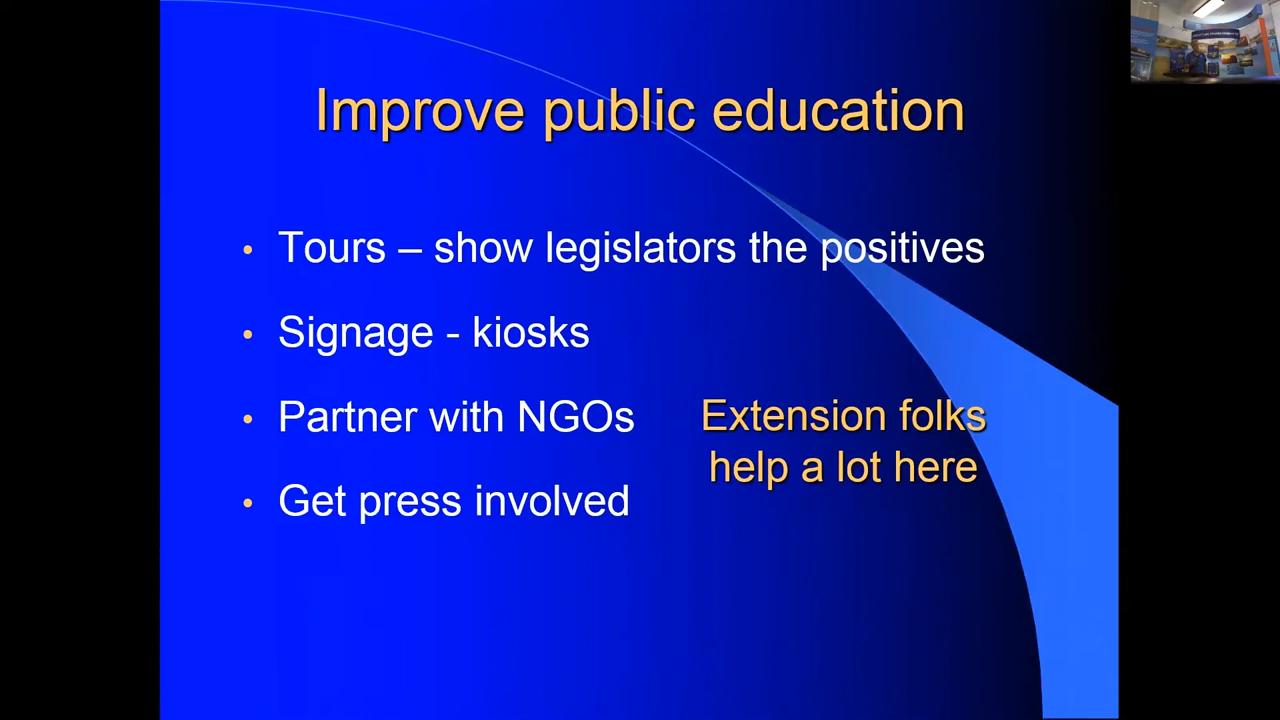 Improve public education
• Tours – show legislators the positives
• Signage - kiosks
• Partner with NGOs
• Get press involved
Extension folks
help a lot here